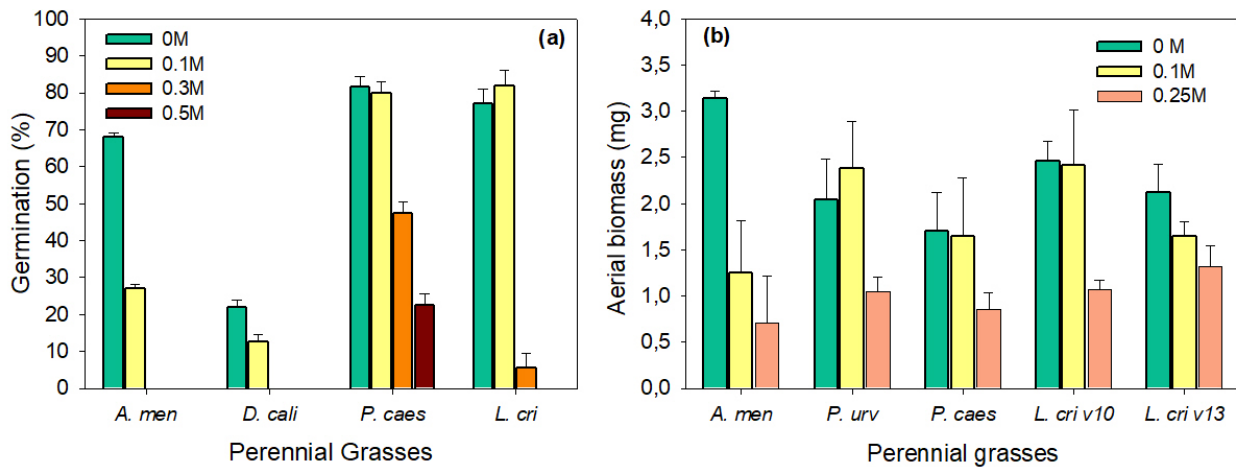 (a)
0M
0.1M
0.3M
0.5M
100
90
80
70
60
50
40
30
20
10
0
Germination (%)
A. men D. cali P. caes L. cri
Perennial Grasses
(b)
0 M
0.1M
0.25M
4,0
3,5
3,0
2,5
2,0
1,5
1,0
0,5
0,0
Aerial biomass (mg)
A. men P. urv P. caes L. cri v10 L. cri v13
Perennial grasses